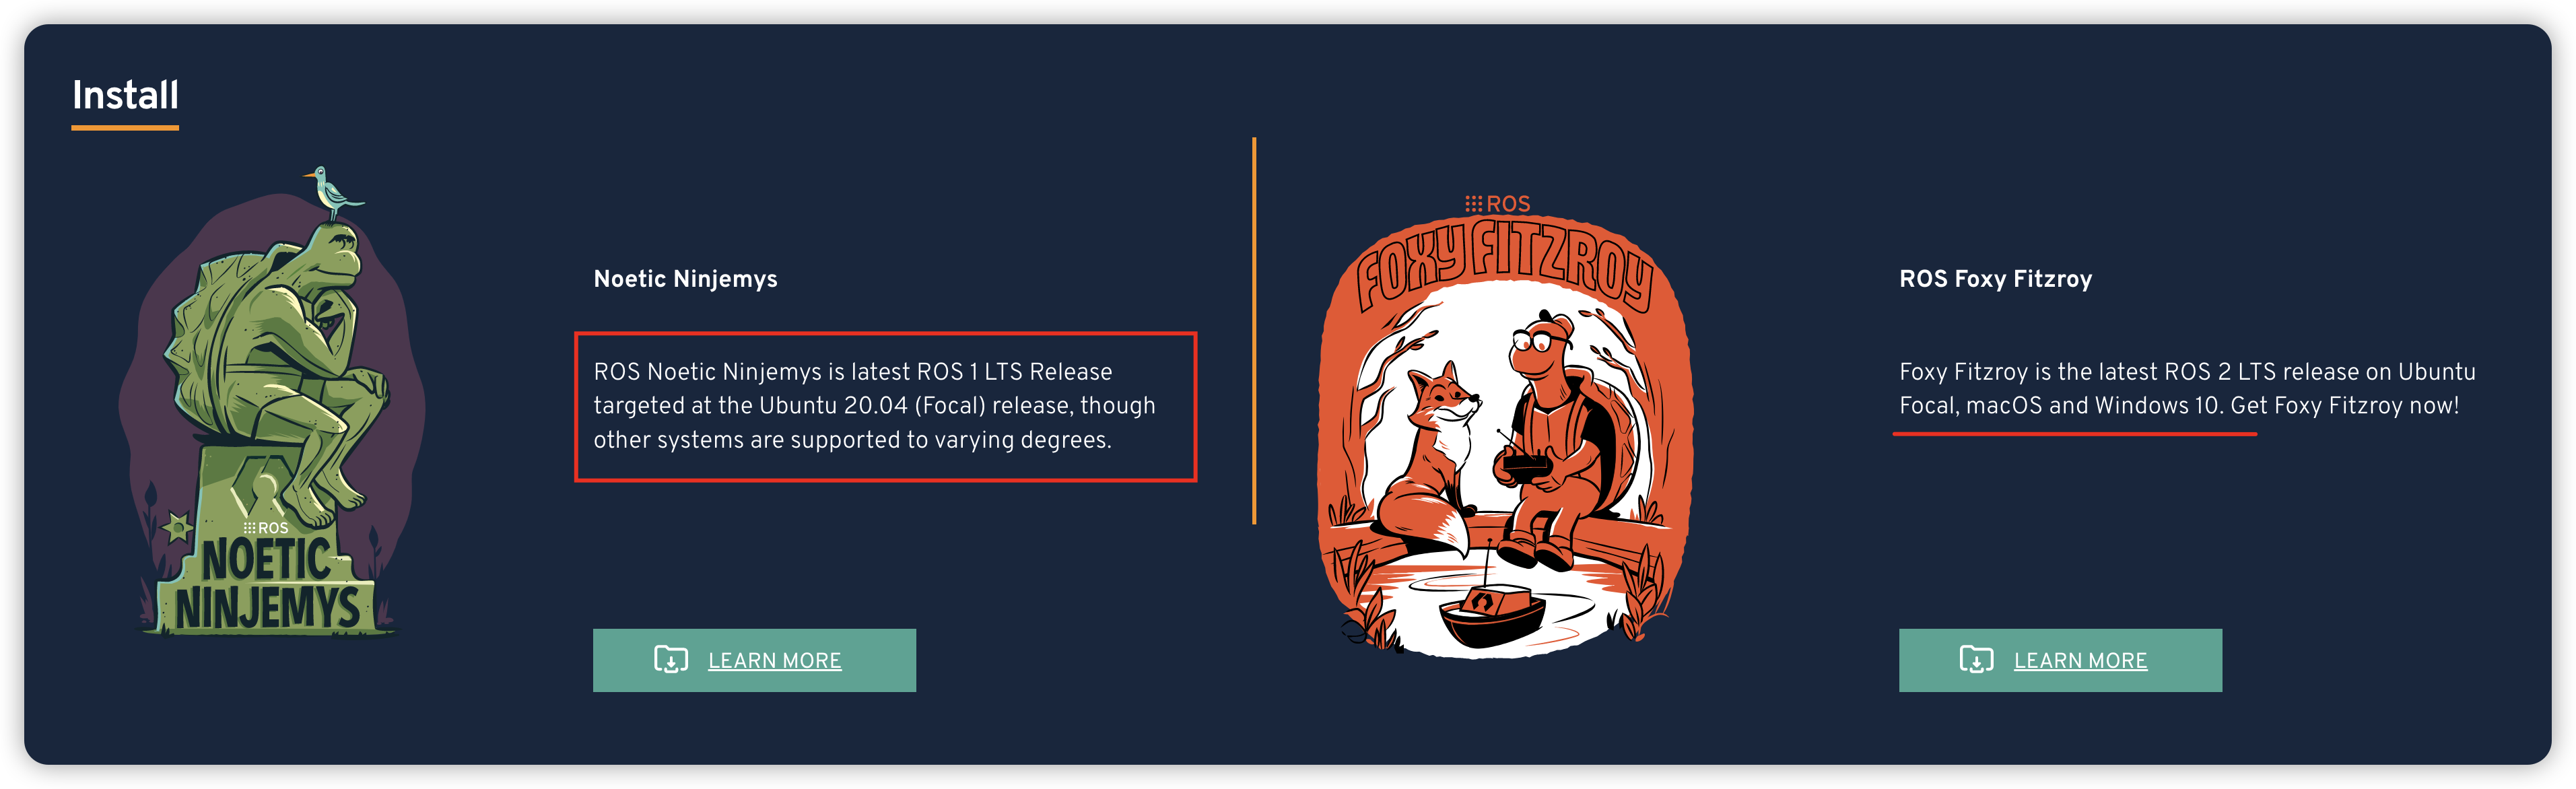 Install
ROS
NOETIC
NINJEMYS
Noetic Ninjemys
ROS Noetic Ninjemys is latest ROS 1 LTS Release
targeted at the Ubuntu 20.04 (Focal) release, though
other systems are supported to varying degrees.
LEARN MORE
ROS
FOXY FITZROY
ROS Foxy Fitzroy
Foxy Fitzroy is the latest ROS 2 LTS release on Ubuntu
Focal, macOS and Windows 10. Get Foxy Fitzroy now!
LEARN MORE